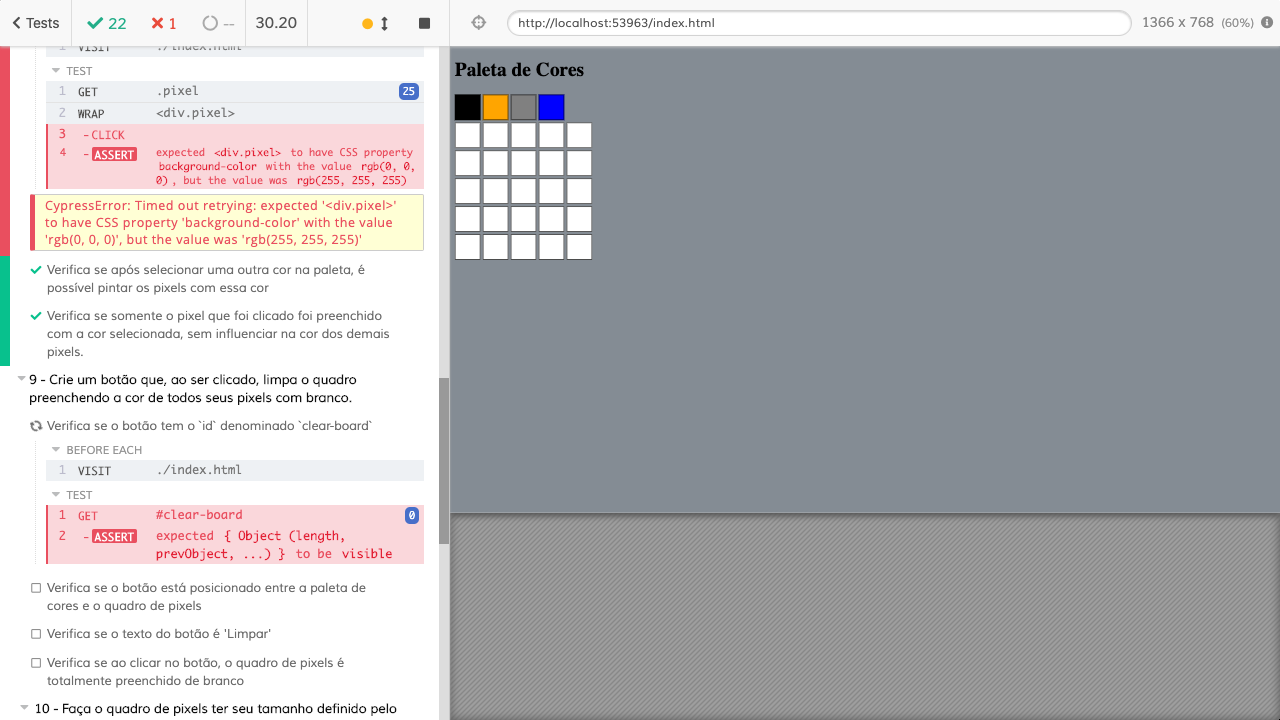 Tests 22 1 -- 30.20 http://localhost:53963/index.html 1366 x 768 (60%)
1 VISIT ./index.html
TEST
1 GET .pixel 25
2 WRAP <div.pixel>
3 -CLICK
4 -ASSERT expected <div.pixel> to have CSS property
background-color with the value rgb(0, 0,
0), but the value was rgb(255, 255, 255)
CypressError: Timed out retrying: expected '<div.pixel>'
to have CSS property 'background-color' with the value
'rgb(0, 0, 0)', but the value was 'rgb(255, 255, 255)'
Verifica se após selecionar uma outra cor na paleta, é
possível pintar os pixels com essa cor
Verifica se somente o pixel que foi clicado foi preenchido
com a cor selecionada, sem influenciar na cor dos demais
pixels.
9 - Crie um botão que, ao ser clicado, limpa o quadro
preenchendo a cor de todos seus pixels com branco.
Verifica se o botão tem o `id` denominado `clear-board`
BEFORE EACH
1 VISIT ./index.html
TEST
1 GET #clear-board 0
2 -ASSERT expected { Object (length,
prevObject, ...) } to be visible
Verifica se o botão está posicionado entre a paleta de
cores e o quadro de pixels
Verifica se o texto do botão é 'Limpar'
Verifica se ao clicar no botão, o quadro de pixels é
totalmente preenchido de branco
10 - Faça o quadro de pixels ter seu tamanho definido pelo
Paleta de Cores